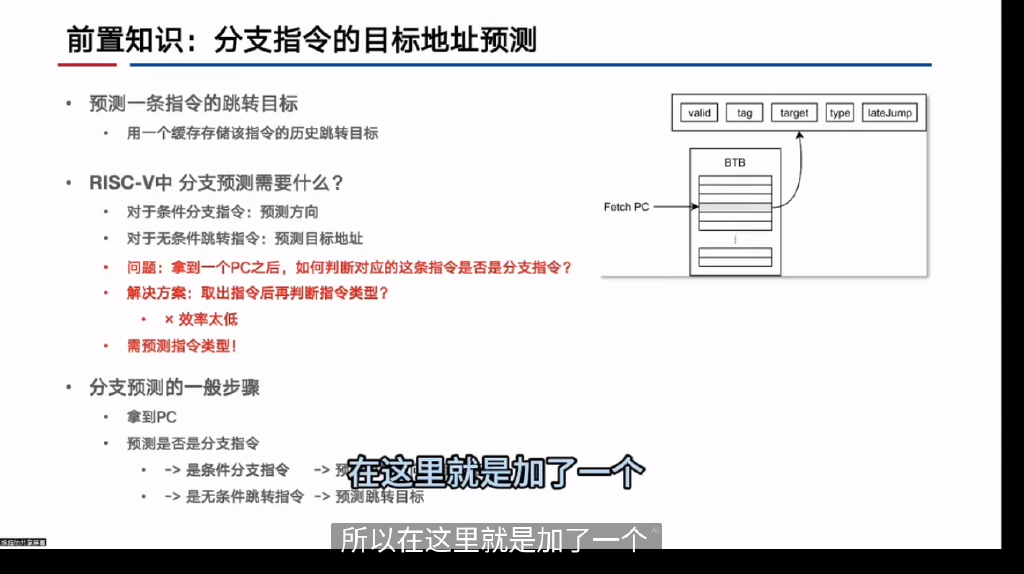 前置知识：分支指令的目标地址预测
• 预测一条指令的跳转目标
• 用一个缓存存储该指令的历史跳转目标
• RISC-V中 分支预测需要什么？
• 对于条件分支指令：预测方向
• 对于无条件跳转指令：预测目标地址
• 问题：拿到一个PC之后，如何判断对应的这条指令是否是分支指令？
• 解决方案：取出指令后再判断指令类型？
• × 效率太低
• 需预测指令类型！
• 分支预测的一般步骤
• 拿到PC
• 预测是否是分支指令
• -> 是条件分支指令 -> 预
• -> 是无条件跳转指令 -> 预测跳转目标
valid tag target type lateJump
BTB
Fetch PC
在这里就是加了一个
所以在这里就是加了一个